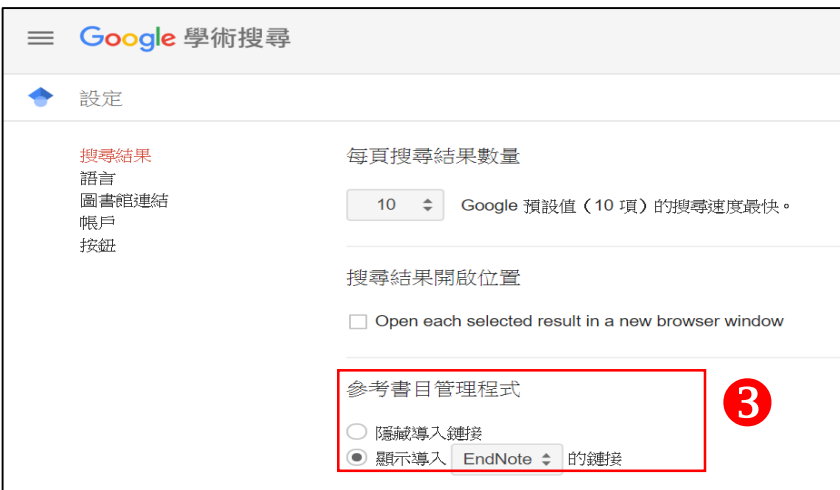 Google 學術搜尋
設定
搜尋結果
語言
圖書館連結
帳戶
按鈕
每頁搜尋結果數量
10 Google 預設值（10 項）的搜尋速度最快。
搜尋結果開啟位置
Open each selected result in a new browser window
參考書目管理程式
隱藏導入鏈接
顯示導入 EndNote 的鏈接
3